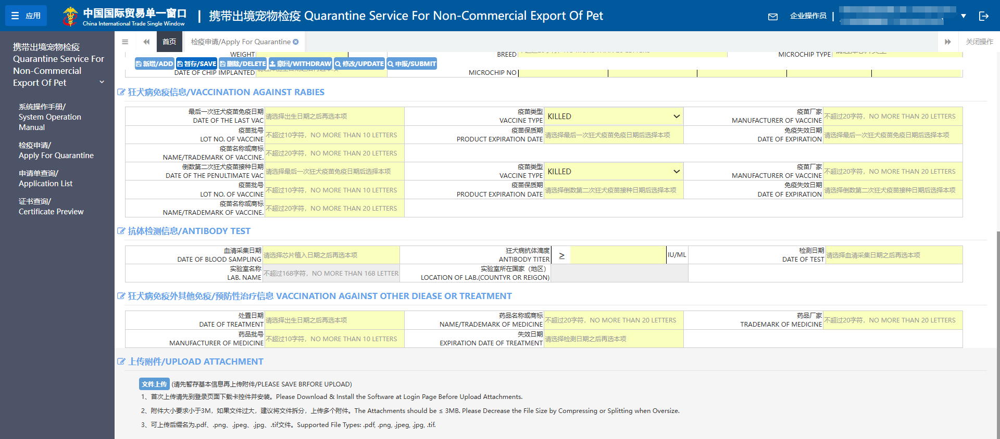 应用
中国国际贸易单一窗口
China International Trade Single Window
携带出境宠物检疫 Quarantine Service For Non-Commercial Export Of Pet
企业操作员
携带出境宠物检疫
Quarantine Service For
Non-Commercial
Export Of Pet
系统操作手册/
System Operation
Manual
检疫申请/
Apply For Quarantine
申请单查询/
Application List
证书查询/
Certificate Preview
首页
检疫申请/Apply For Quarantine
关闭操作
WEIGHT
BREED
MICROCHIP TYPE
新增/ADD
暂存/SAVE
删除/DELETE
撤回/WITHDRAW
修改/UPDATE
申报/SUBMIT
DATE OF CHIP IMPLANTED
MICROCHIP NO
狂犬病免疫信息/VACCINATION AGAINST RABIES
最后一次狂犬疫苗免疫日期
DATE OF THE LAST VAC
请选择出生日期之后再选本项
疫苗类型
VACCINE TYPE
KILLED
疫苗厂家
MANUFACTURER OF VACCINE
不超过20字符，NO MORE THAN 20 LETTERS
疫苗批号
LOT NO. OF VACCINE
不超过10字符，NO MORE THAN 10 LETTERS
疫苗保质期
PRODUCT EXPIRATION DATE
请选择最后一次狂犬疫苗免疫日期后选择本项
免疫失效日期
DATE OF EXPIRATION
请选择最后一次狂犬疫苗免疫日期后选择本项
疫苗名称或商标
NAME/TRADEMARK OF VACCINE.
不超过20字符，NO MORE THAN 20 LETTERS
倒数第二次狂犬疫苗接种日期
DATE OF THE PENULTIMATE VAC
请选择最后一次狂犬疫苗免疫日期后选择本项
疫苗类型
VACCINE TYPE
KILLED
疫苗厂家
MANUFACTURER OF VACCINE
不超过20字符，NO MORE THAN 20 LETTERS
疫苗批号
LOT NO. OF VACCINE
不超过10字符，NO MORE THAN 10 LETTERS
疫苗保质期
PRODUCT EXPIRATION DATE
请选择倒数第二次狂犬疫苗接种日期后选择本项
免疫失效日期
DATE OF EXPIRATION
请选择倒数第二次狂犬疫苗接种日期后选择本项
疫苗名称或商标
NAME/TRADEMARK OF VACCINE.
不超过20字符，NO MORE THAN 20 LETTERS
抗体检测信息/ANTIBODY TEST
血清采集日期
DATE OF BLOOD SAMPLING
请选择芯片植入日期之后再选本项
狂犬病抗体滴度
ANTIBODY TITER
≥
IU/ML
检测日期
DATE OF TEST
请选择血清采集日期之后再选本项
实验室名称
LAB. NAME
不超过168字符，NO MORE THAN 168 LETTER
实验室所在国家（地区）
LOCATION OF LAB.(COUNTYR OR REIGON)
狂犬病免疫外其他免疫/预防性治疗信息 VACCINATION AGAINST OTHER DIEASE OR TREATMENT
处置日期
DATE OF TREATMENT
请选择出生日期之后再选本项
药品名称或商标
NAME/TRADEMARK OF MEDICINE
不超过20字符，NO MORE THAN 20 LETTERS
药品厂家
TRADEMARK OF MEDICINE
不超过20字符，NO MORE THAN 20 LETTERS
药品批号
MANUFACTURER OF MEDICINE
不超过10字符，NO MORE THAN 10 LETTERS
失效日期
EXPIRATION DATE OF TREATMENT
请选择检测日期之后再选本项
上传附件/UPLOAD ATTACHMENT
文件上传 (请先暂存基本信息再上传附件/PLEASE SAVE BRFORE UPLOAD)
1、首次上传请先到登录页面下载卡控件并安装。Please Download & Install the Software at Login Page Before Upload Attachments.
2、附件大小要求小于3M，如果文件过大，建议将文件拆分，上传多个附件。The Attachments should be ≤ 3MB. Please Decrease the File Size by Compressing or Splitting when Oversize.
3、可上传后缀名为.pdf、.png、.jpeg、.jpg、.tif文件。Supported File Types: .pdf, .png, .jpeg, .jpg, .tif.